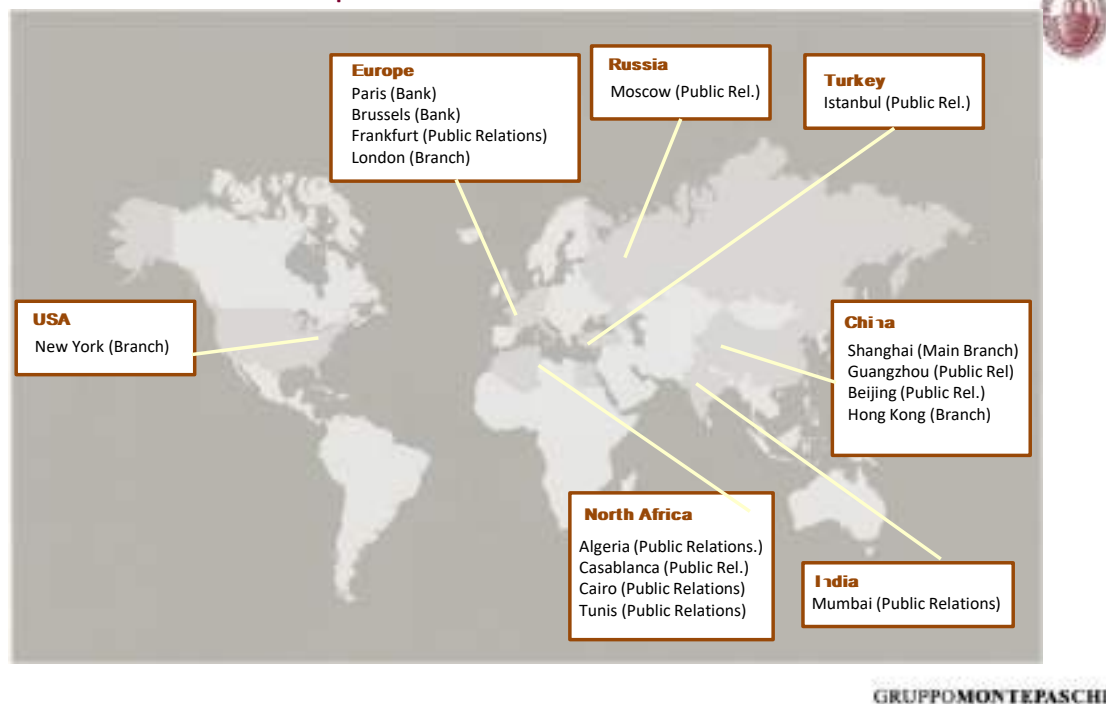 Europe
Paris (Bank)
Brussels (Bank)
Frankfurt (Public Relations)
London (Branch)
Russia
Moscow (Public Rel.)
Turkey
Istanbul (Public Rel.)
USA
New York (Branch)
China
Shanghai (Main Branch)
Guangzhou (Public Rel)
Beijing (Public Rel.)
Hong Kong (Branch)
North Africa
Algeria (Public Relations.)
Casablanca (Public Rel.)
Cairo (Public Relations)
Tunis (Public Relations)
India
Mumbai (Public Relations)
GRUPPOMONTEPASCHI